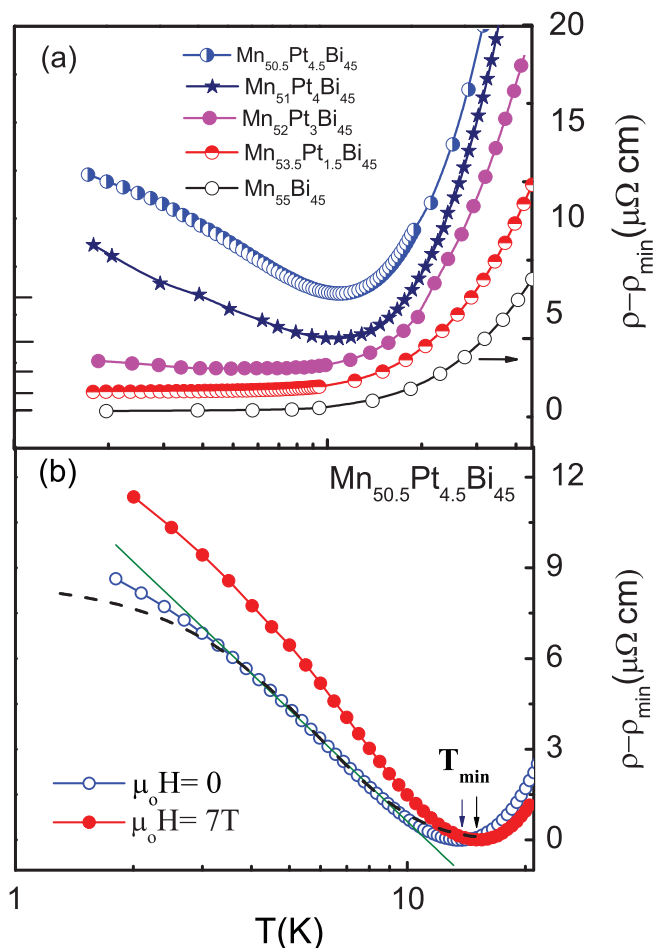 (a)
Mn50.5Pt4.5Bi45
Mn51Pt4Bi45
Mn52Pt3Bi45
Mn53.5Pt1.5Bi45
Mn55Bi45
20
15
10
5
0
ρ−ρmin(μΩ cm)
(b)
Mn50.5Pt4.5Bi45
12
9
6
3
0
ρ−ρmin(μΩ cm)
Tmin
μoH= 0
μoH= 7T
1
10
T(K)